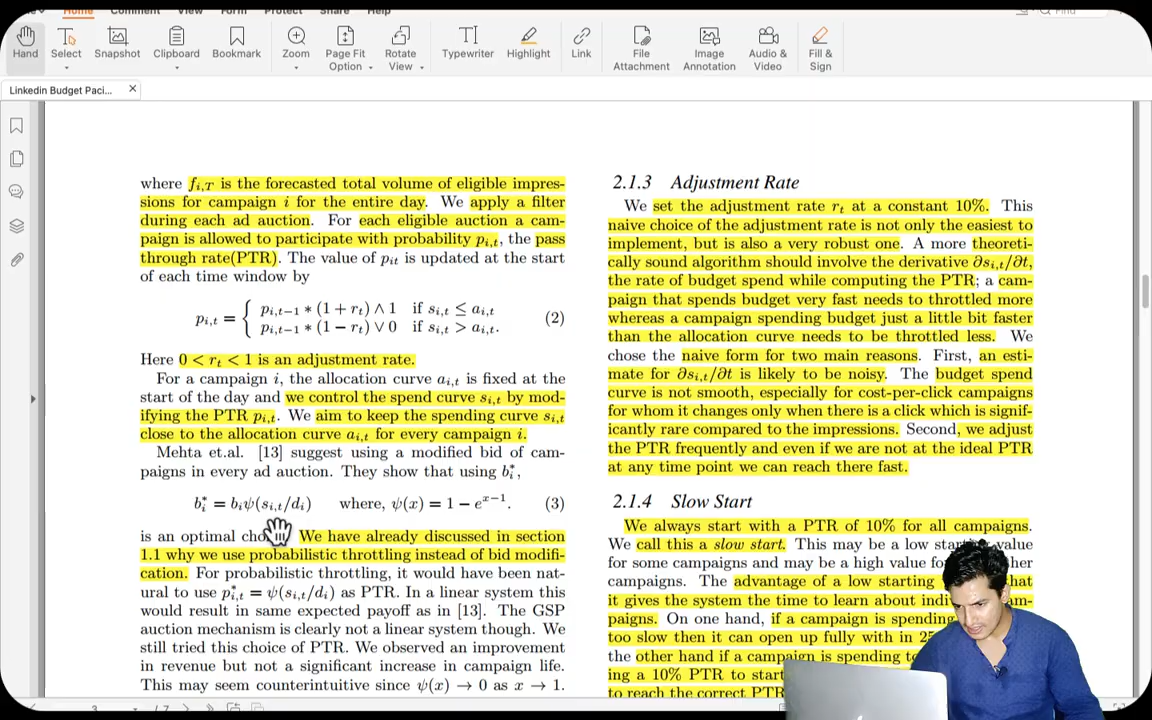 Home Comment View Form Protect Share Help
Find
Hand
Select
Snapshot
Clipboard
Bookmark
Zoom
Page Fit Option
Rotate View
Typewriter
Highlight
Link
File Attachment
Image Annotation
Audio & Video
Fill & Sign
Linkedin Budget Paci...
where f_{i,T} is the forecasted total volume of eligible impres-
sions for campaign i for the entire day. We apply a filter
during each ad auction. For each eligible auction a cam-
paign is allowed to participate with probability p_{i,t}, the pass
through rate(PTR). The value of p_{it} is updated at the start
of each time window by
p_{i,t} = { p_{i,t−1} * (1 + r_t) ∧ 1 if s_{i,t} ≤ a_{i,t}
p_{i,t−1} * (1 − r_t) ∨ 0 if s_{i,t} > a_{i,t}. (2)
Here 0 < r_t < 1 is an adjustment rate.
For a campaign i, the allocation curve a_{i,t} is fixed at the
start of the day and we control the spend curve s_{i,t} by mod-
ifying the PTR p_{i,t}. We aim to keep the spending curve s_{i,t}
close to the allocation curve a_{i,t} for every campaign i.
Mehta et.al. [13] suggest using a modified bid of cam-
paigns in every ad auction. They show that using b_i^*,
b_i^* = b_iψ(s_{i,t}/d_i) where, ψ(x) = 1 − e^{x−1}. (3)
is an optimal We have already discussed in section
1.1 why we use probabilistic throttling instead of bid modifi-
cation. For probabilistic throttling, it would have been nat-
ural to use p_{i,t}^* = ψ(s_{i,t}/d_i) as PTR. In a linear system this
would result in same expected payoff as in [13]. The GSP
auction mechanism is clearly not a linear system though. We
still tried this choice of PTR. We observed an improvement
in revenue but not a significant increase in campaign life.
This may seem counterintuitive since ψ(x) → 0 as x → 1.
2.1.3 Adjustment Rate
We set the adjustment rate r_t at a constant 10%. This
naive choice of the adjustment rate is not only the easiest to
implement, but is also a very robust one. A more theoreti-
cally sound algorithm should involve the derivative ∂s_{i,t}/∂t,
the rate of budget spend while computing the PTR; a cam-
paign that spends budget very fast needs to throttled more
whereas a campaign spending budget just a little bit faster
than the allocation curve needs to be throttled less. We
chose the naive form for two main reasons. First, an esti-
mate for ∂s_{i,t}/∂t is likely to be noisy. The budget spend
curve is not smooth, especially for cost-per-click campaigns
for whom it changes only when there is a click which is signif-
icantly rare compared to the impressions. Second, we adjust
the PTR frequently and even if we are not at the ideal PTR
at any time point we can reach there fast.
2.1.4 Slow Start
We always start with a PTR of 10% for all campaigns.
We call this a slow start. This may be a low value
for some campaigns and may be a high value
campaigns. The advantage of a low starting
it gives the system the time to learn about
paigns. On one hand, if a campaign is spending
too slow then it can open up fully with in
the other hand if a campaign is spending
ing a 10% PTR to start
to reach the correct PTR